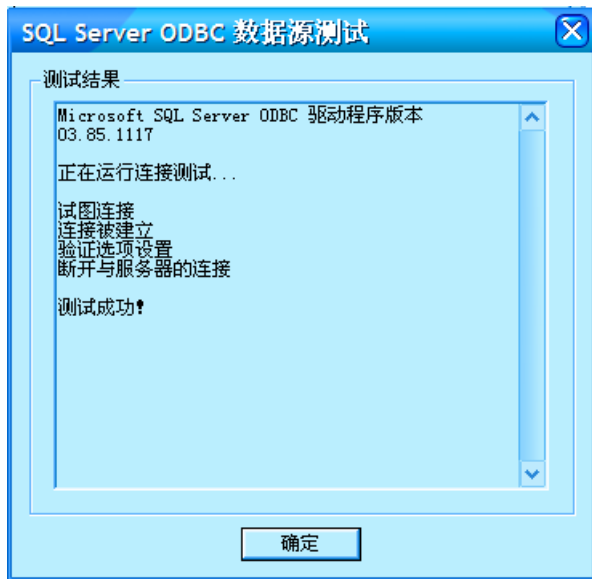 SQL Server ODBC 数据源测试
测试结果
Microsoft SQL Server ODBC 驱动程序版本
03.85.1117
正在运行连接测试...
试图连接
连接被建立
验证选项设置
断开与服务器的连接
测试成功!
确定